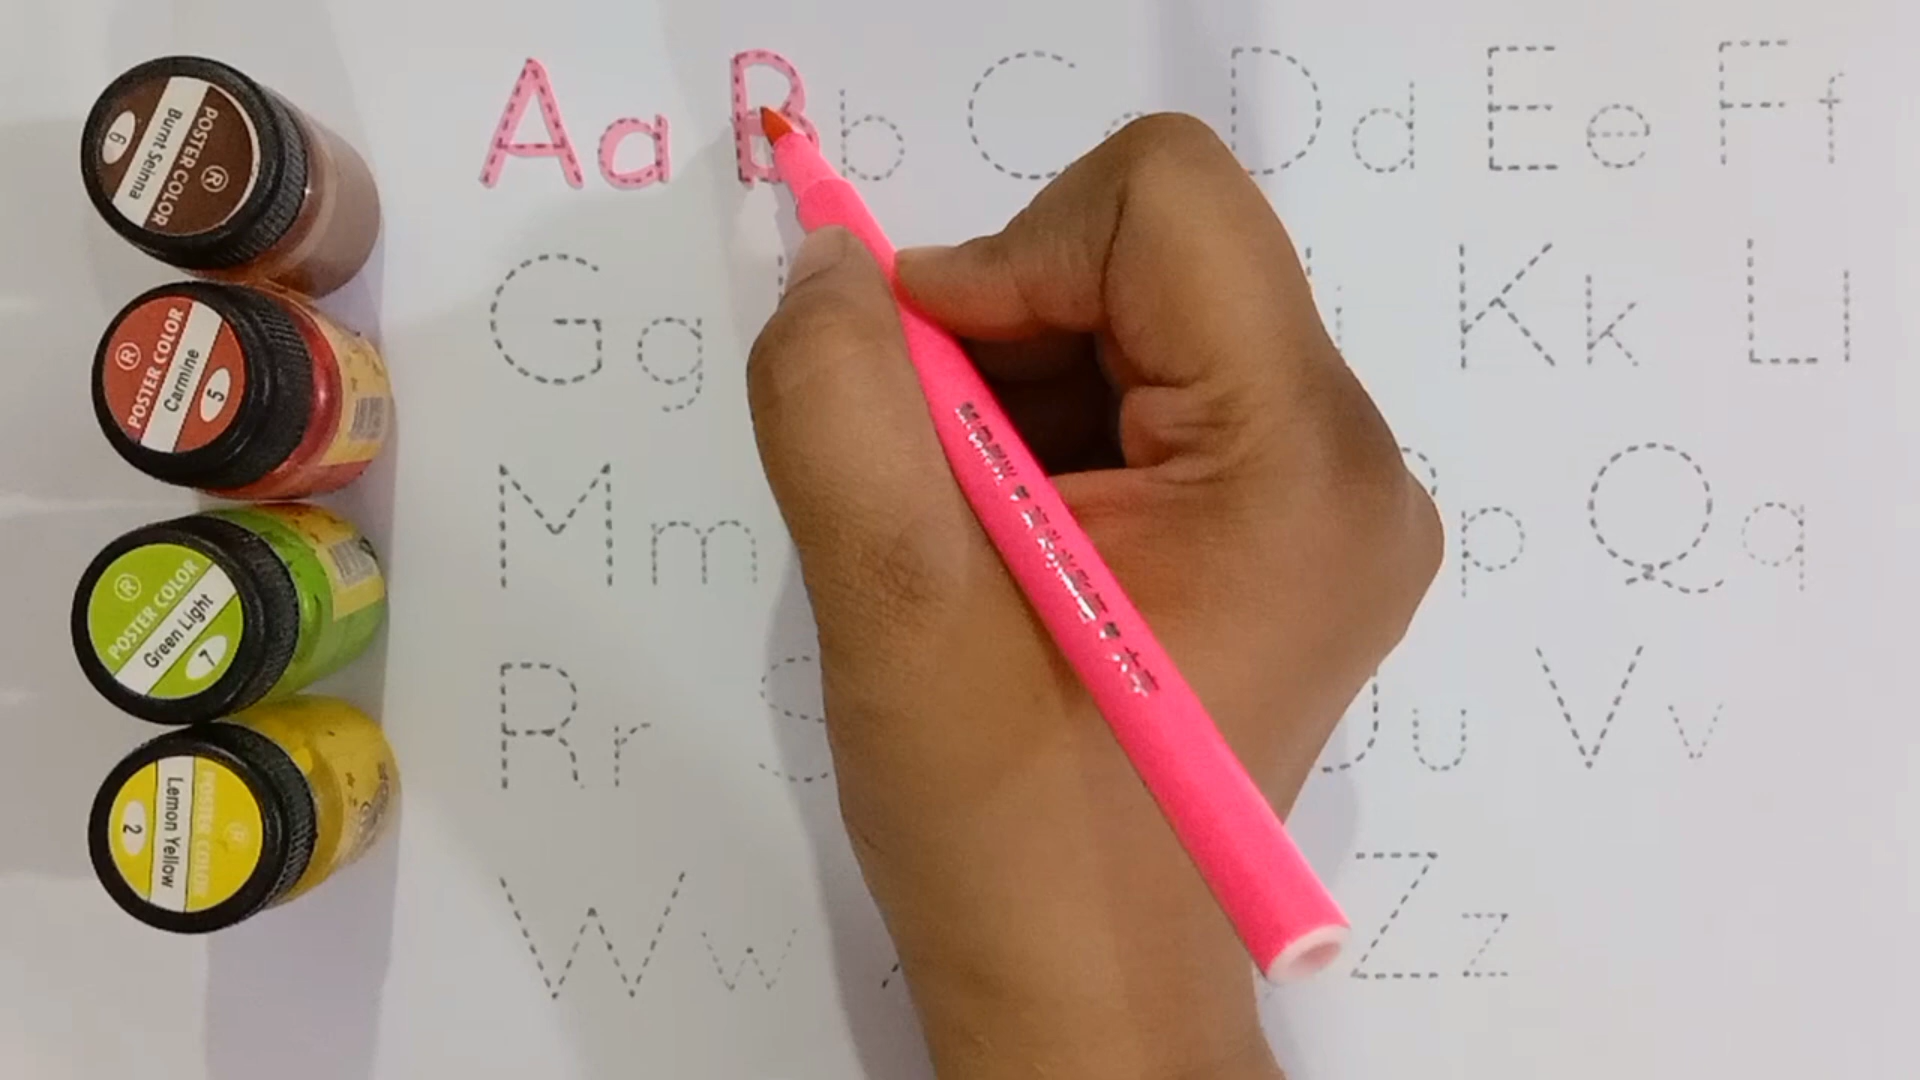 Aa Bb C Dd Ee Ff
Gg Kk Ll
Mm p Qq
Rr S u Vv
Ww Zz
POSTER COLOR
Burnt Seinna
6
POSTER COLOR
Carmine
5
POSTER COLOR
Green Light
7
POSTER COLOR
Lemon Yellow
2